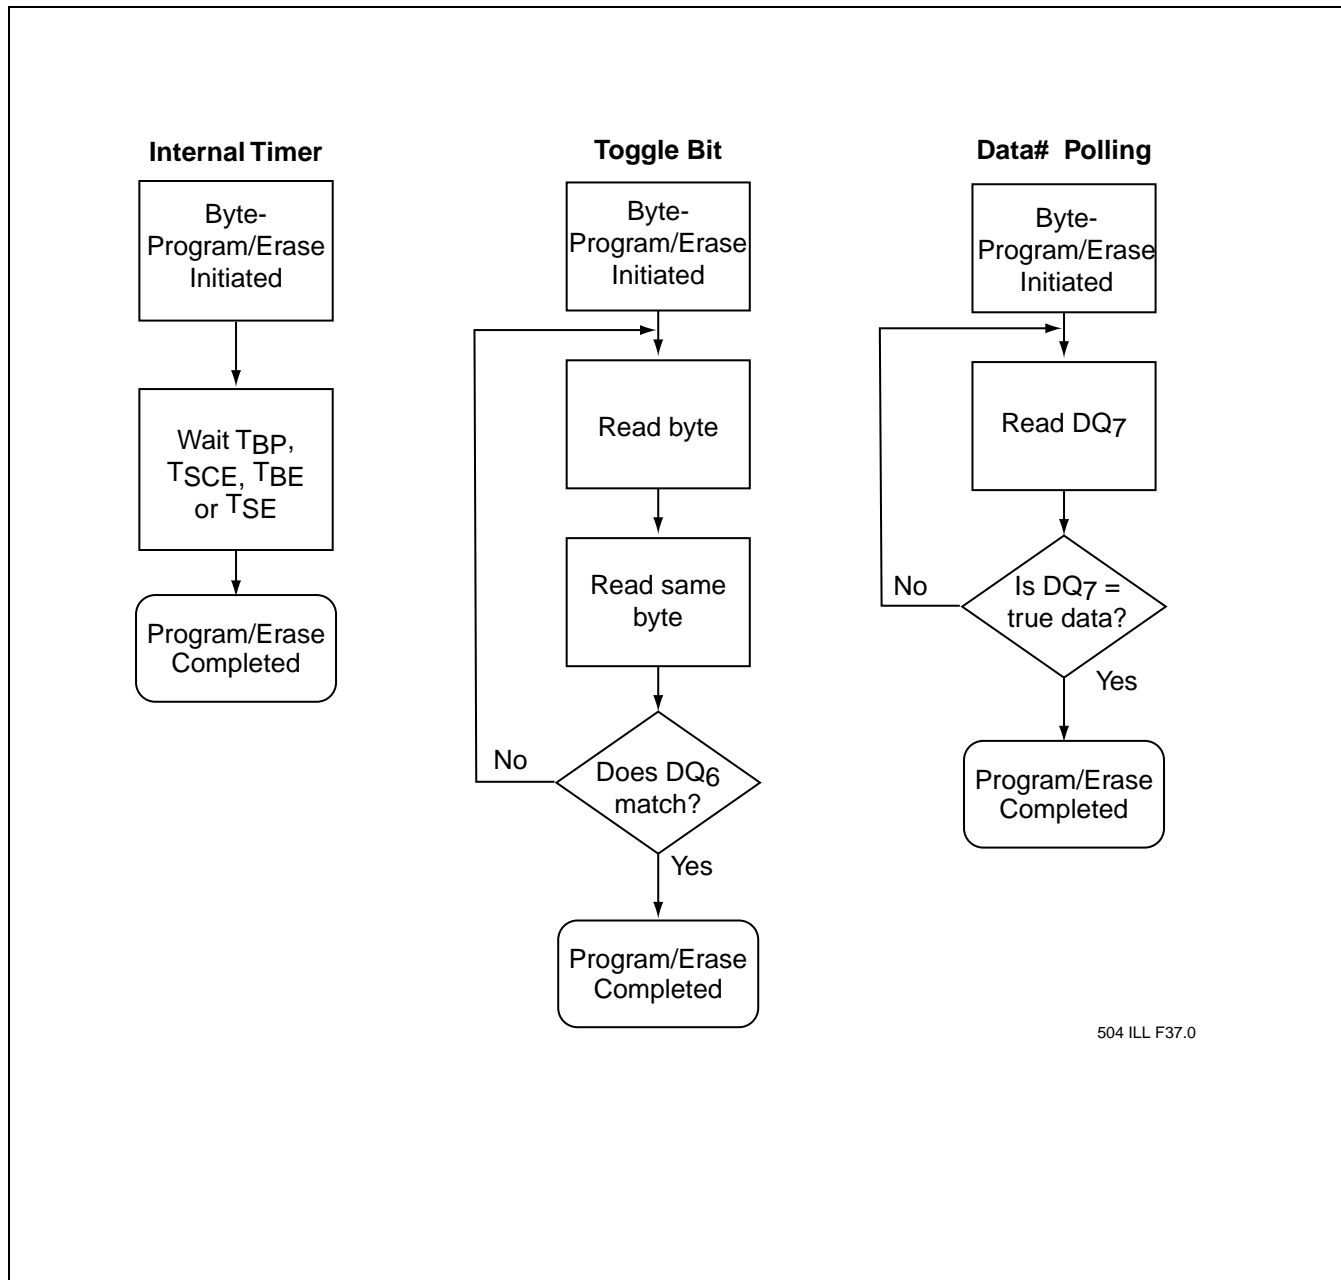 Internal Timer
Byte-
Program/Erase
Initiated
Wait TBP,
TSCE, TBE
or TSE
Program/Erase
Completed
Toggle Bit
Byte-
Program/Erase
Initiated
Read byte
Read same
byte
No
Does DQ6
match?
Yes
Program/Erase
Completed
Data# Polling
Byte-
Program/Erase
Initiated
Read DQ7
No
Is DQ7 =
true data?
Yes
Program/Erase
Completed
504 ILL F37.0